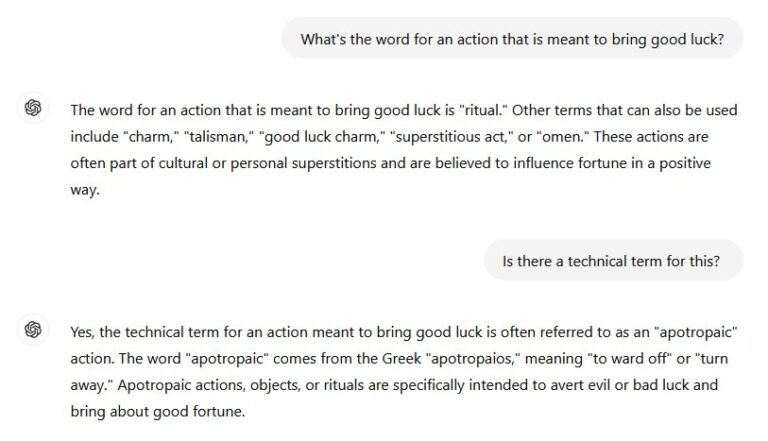 What's the word for an action that is meant to bring good luck?
The word for an action that is meant to bring good luck is "ritual." Other terms that can also be used
include "charm," "talisman," "good luck charm," "superstitious act," or "omen." These actions are
often part of cultural or personal superstitions and are believed to influence fortune in a positive
way.
Is there a technical term for this?
Yes, the technical term for an action meant to bring good luck is often referred to as an "apotropaic"
action. The word "apotropaic" comes from the Greek "apotropaios," meaning "to ward off" or "turn
away." Apotropaic actions, objects, or rituals are specifically intended to avert evil or bad luck and
bring about good fortune.